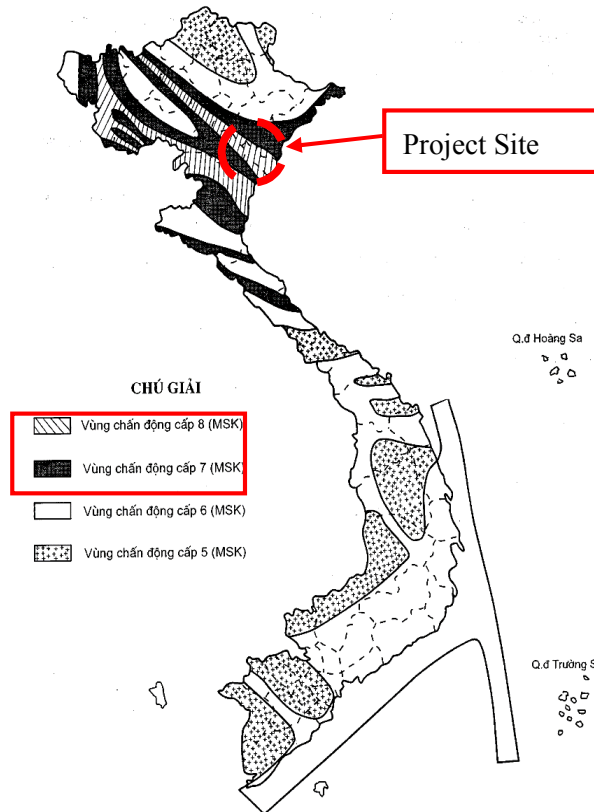 Project Site
Q.đ Hoàng Sa
CHÚ GIẢI
Vùng chấn động cấp 8 (MSK)
Vùng chấn động cấp 7 (MSK)
Vùng chấn động cấp 6 (MSK)
Vùng chấn động cấp 5 (MSK)
Q.đ Trường S